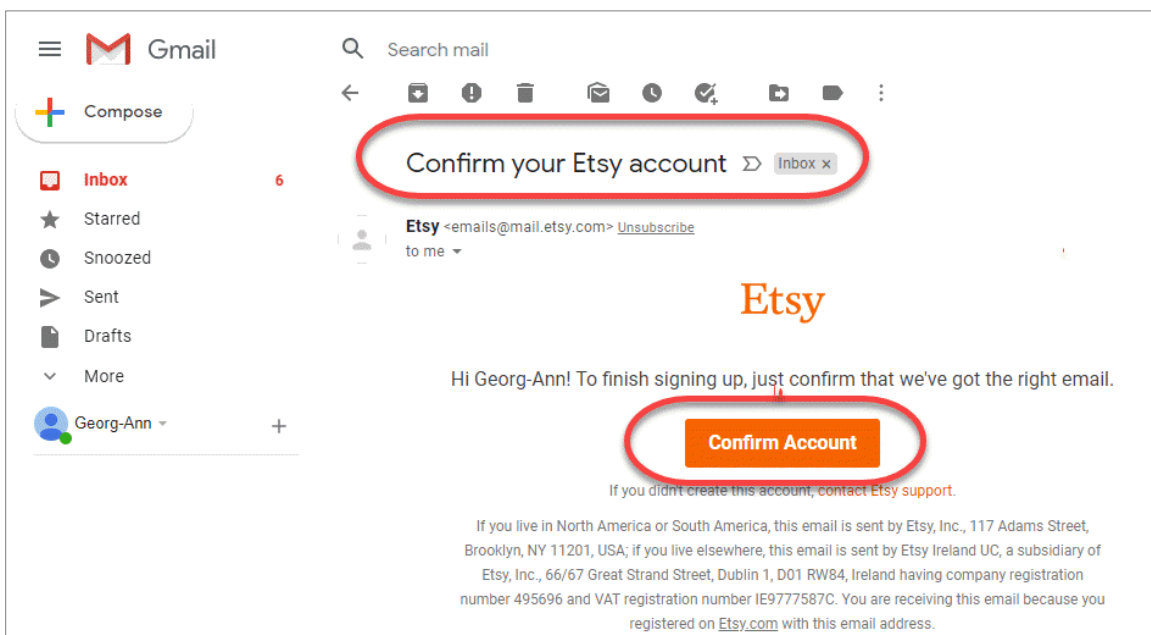 Gmail
Search mail
Compose
Confirm your Etsy account Inbox x
Inbox 6
Starred
Snoozed
Sent
Drafts
More
Georg-Ann
Etsy <emails@mail.etsy.com> Unsubscribe
to me
Etsy
Hi Georg-Ann! To finish signing up, just confirm that we've got the right email.
Confirm Account
If you didn't create this account, contact Etsy support.
If you live in North America or South America, this email is sent by Etsy, Inc., 117 Adams Street,
Brooklyn, NY 11201, USA; if you live elsewhere, this email is sent by Etsy Ireland UC, a subsidiary of
Etsy, Inc., 66/67 Great Strand Street, Dublin 1, D01 RW84, Ireland having company registration
number 495696 and VAT registration number IE9777587C. You are receiving this email because you
registered on Etsy.com with this email address.